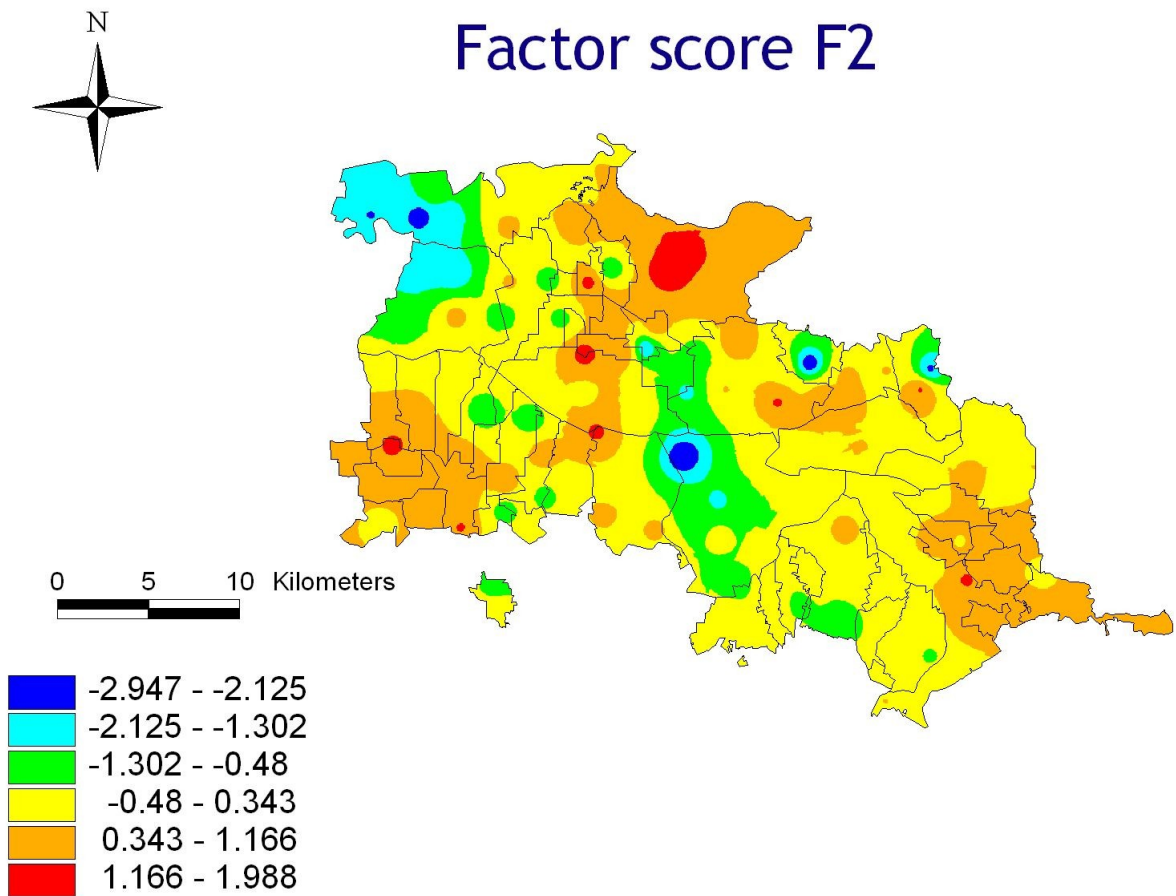 N
Factor score F2
0 5 10 Kilometers
-2.947 - -2.125
-2.125 - -1.302
-1.302 - -0.48
-0.48 - 0.343
0.343 - 1.166
1.166 - 1.988